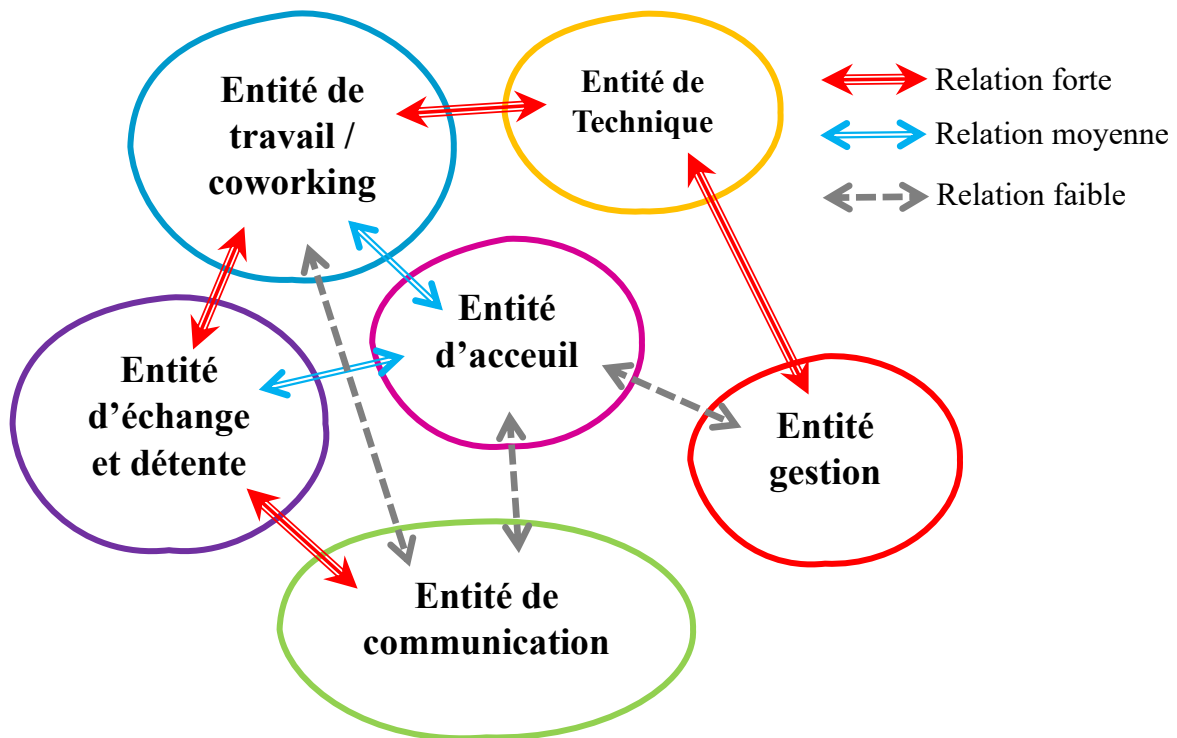 Entité de
travail /
coworking
Entité de
Technique
Relation forte
Relation moyenne
Relation faible
Entité
d’acceuil
Entité
d’échange
et détente
Entité
gestion
Entité de
communication